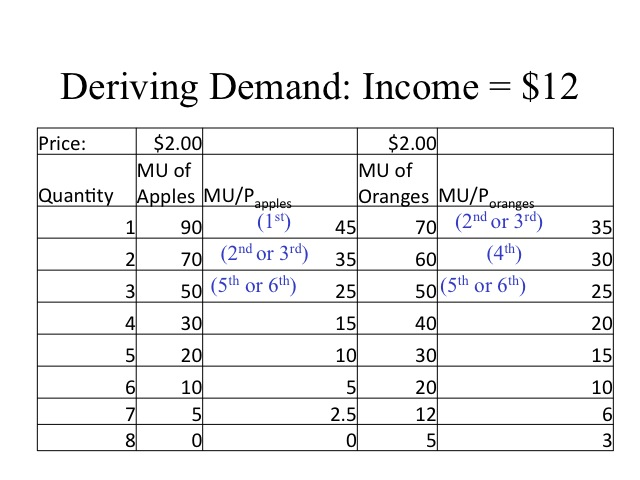 Deriving Demand: Income = $12
Price: $2.00 $2.00
Quantity MU of Apples MU/P apples MU of Oranges MU/P oranges
1 90 (1st) 45 70 (2nd or 3rd) 35
2 70 (2nd or 3rd) 35 60 (4th) 30
3 50 (5th or 6th) 25 50 (5th or 6th) 25
4 30 15 40 20
5 20 10 30 15
6 10 5 20 10
7 5 2.5 12 6
8 0 0 5 3